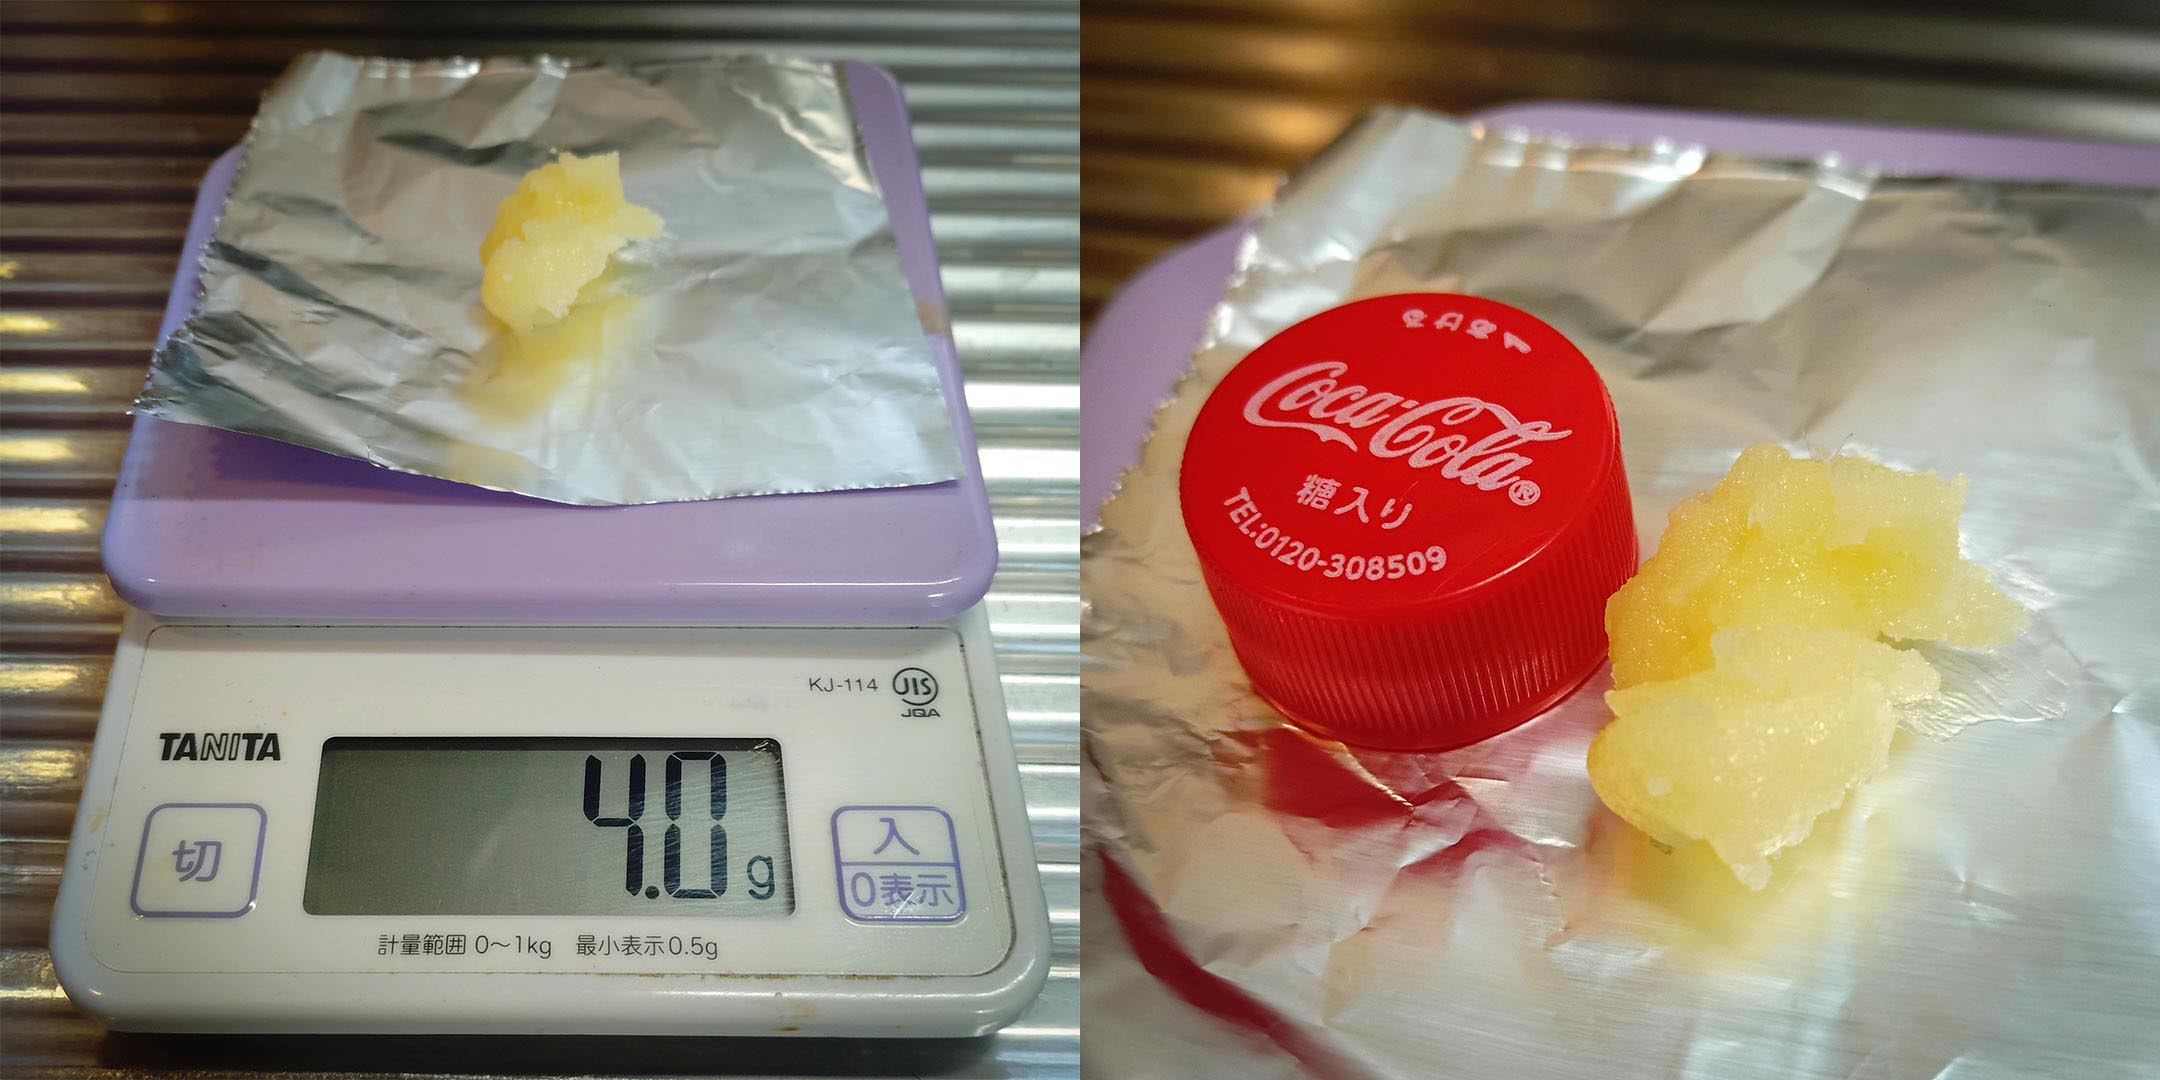 KJ-114
JIS
JQA
TANITA
4.0 g
切
入
0表示
計量範囲 0～1kg 最小表示0.5g
Coca-Cola®
糖入り
TEL:0120-308509